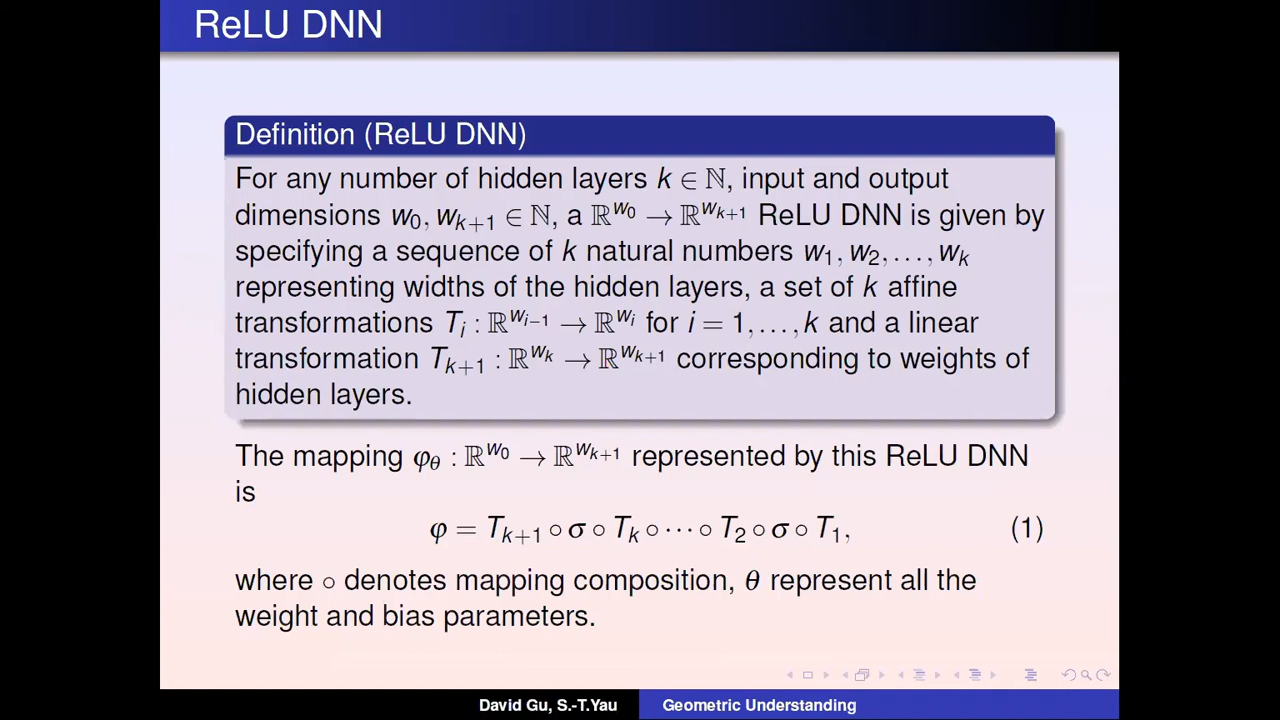 ReLU DNN
Definition (ReLU DNN)
For any number of hidden layers k ∈ ℕ, input and output
dimensions w₀, wₖ₊₁ ∈ ℕ, a ℝ^{w₀} → ℝ^{wₖ₊₁} ReLU DNN is given by
specifying a sequence of k natural numbers w₁, w₂, …, wₖ
representing widths of the hidden layers, a set of k affine
transformations Tᵢ : ℝ^{wᵢ₋₁} → ℝ^{wᵢ} for i = 1, …, k and a linear
transformation Tₖ₊₁ : ℝ^{wₖ} → ℝ^{wₖ₊₁} corresponding to weights of
hidden layers.
The mapping φ_θ : ℝ^{w₀} → ℝ^{wₖ₊₁} represented by this ReLU DNN
is
φ = Tₖ₊₁ ∘ σ ∘ Tₖ ∘ ⋯ ∘ T₂ ∘ σ ∘ T₁, (1)
where ∘ denotes mapping composition, θ represent all the
weight and bias parameters.
David Gu, S.-T.Yau Geometric Understanding